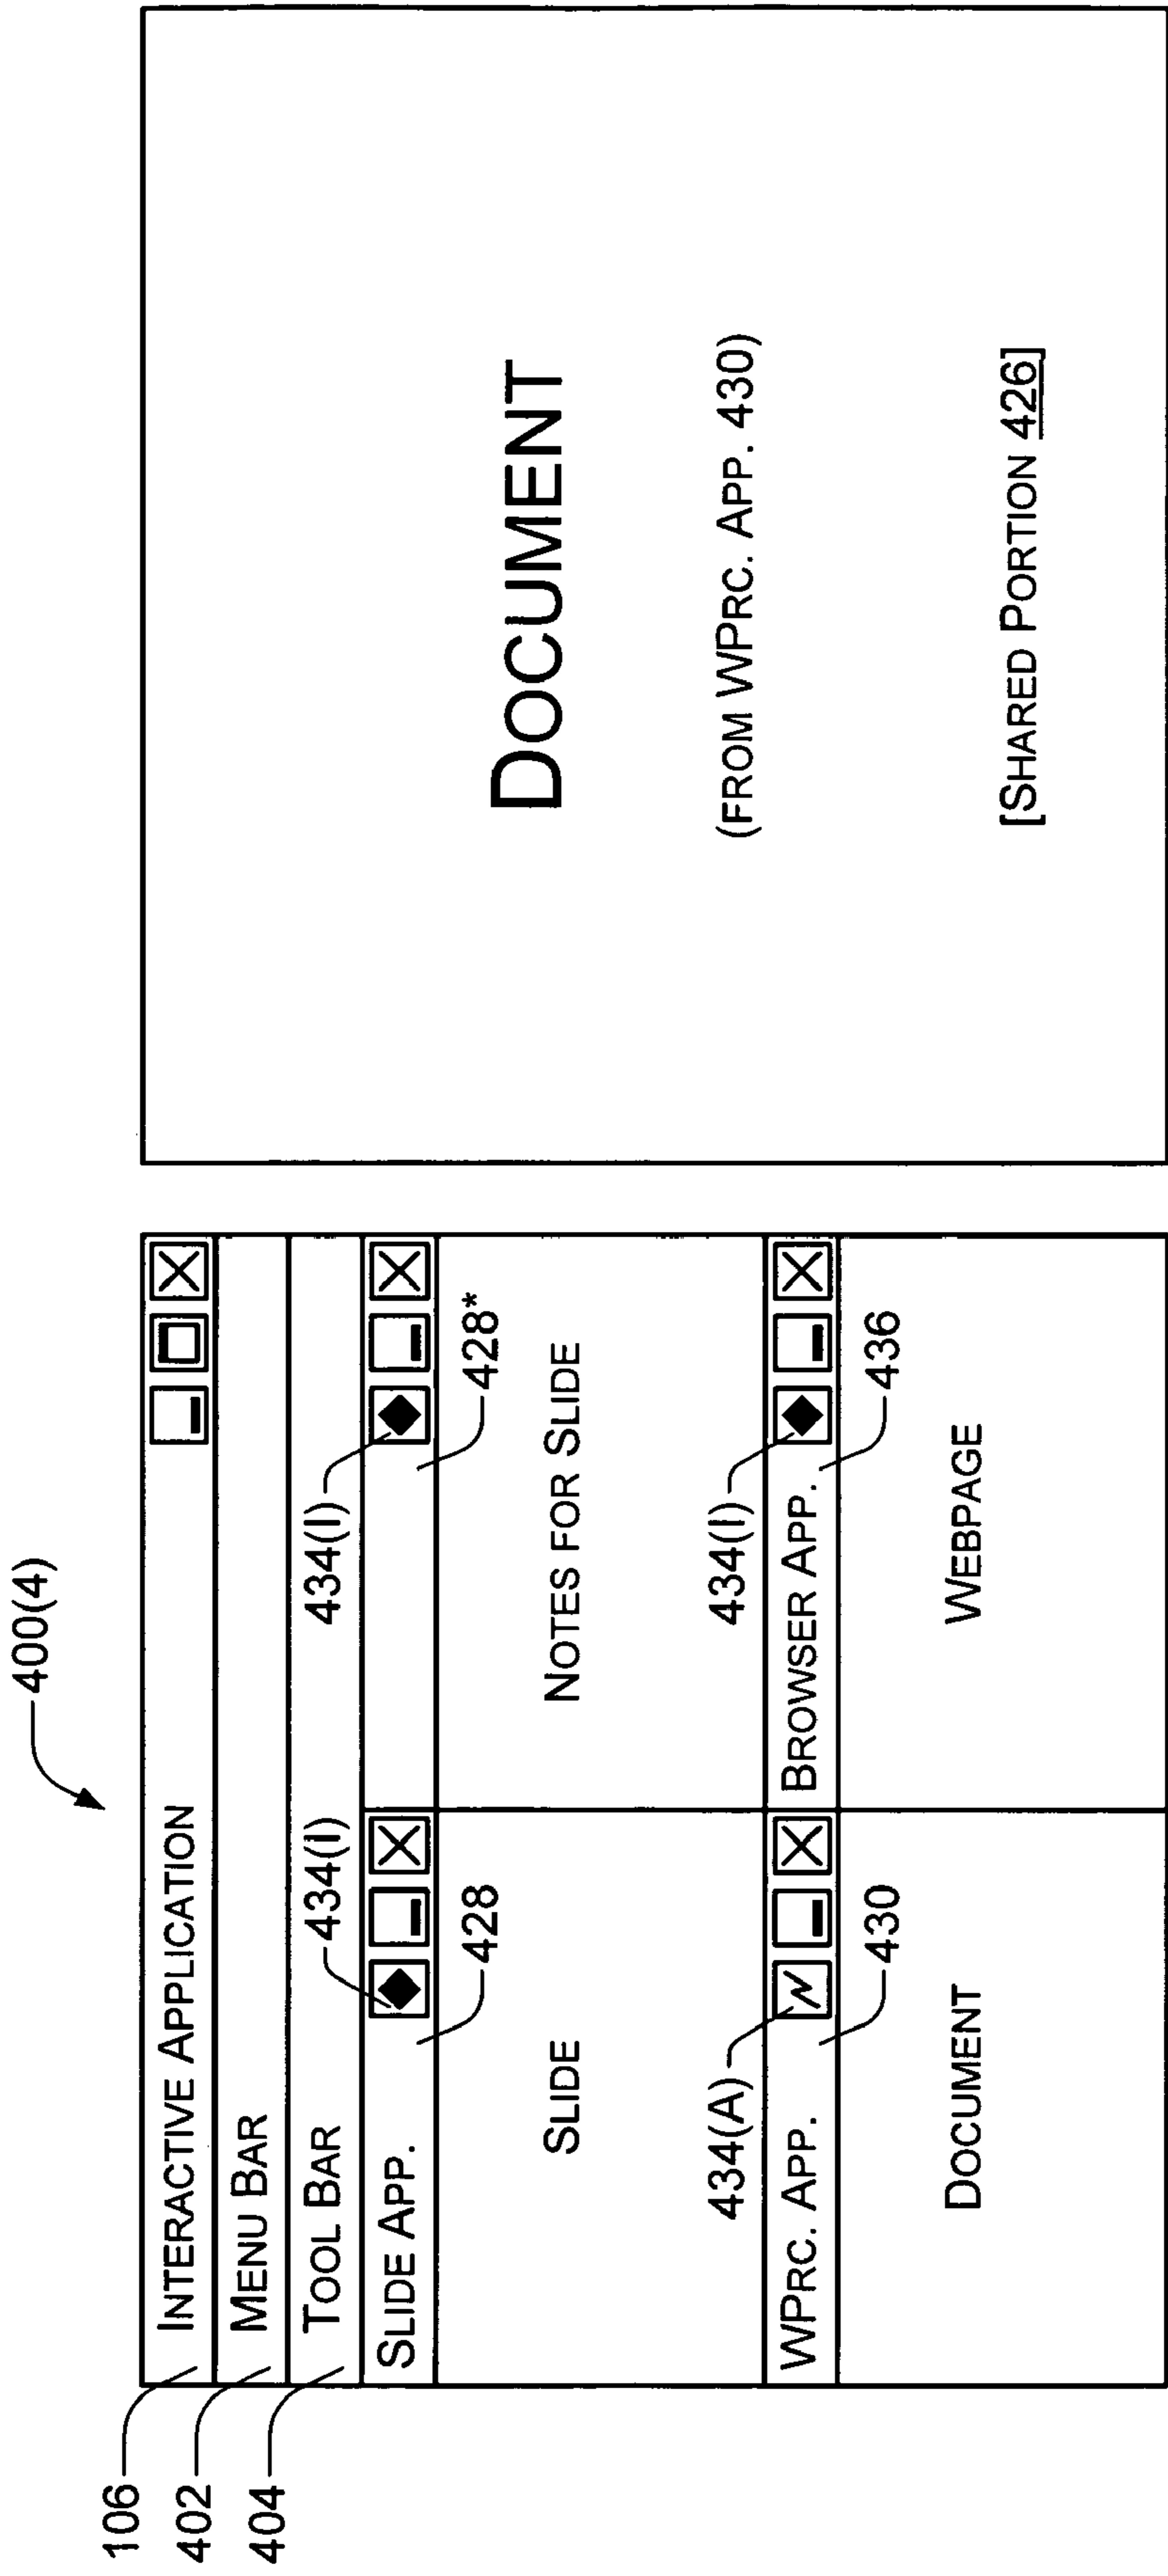 400(4)
106
INTERACTIVE APPLICATION
402
MENU BAR
404
TOOL BAR
434(I)
434(I)
SLIDE APP.
428
428*
SLIDE
NOTES FOR SLIDE
434(A)
434(I)
WPRC. APP.
BROWSER APP.
430
436
DOCUMENT
WEBPAGE
DOCUMENT
(FROM WPRC. APP. 430)
[SHARED PORTION 426]